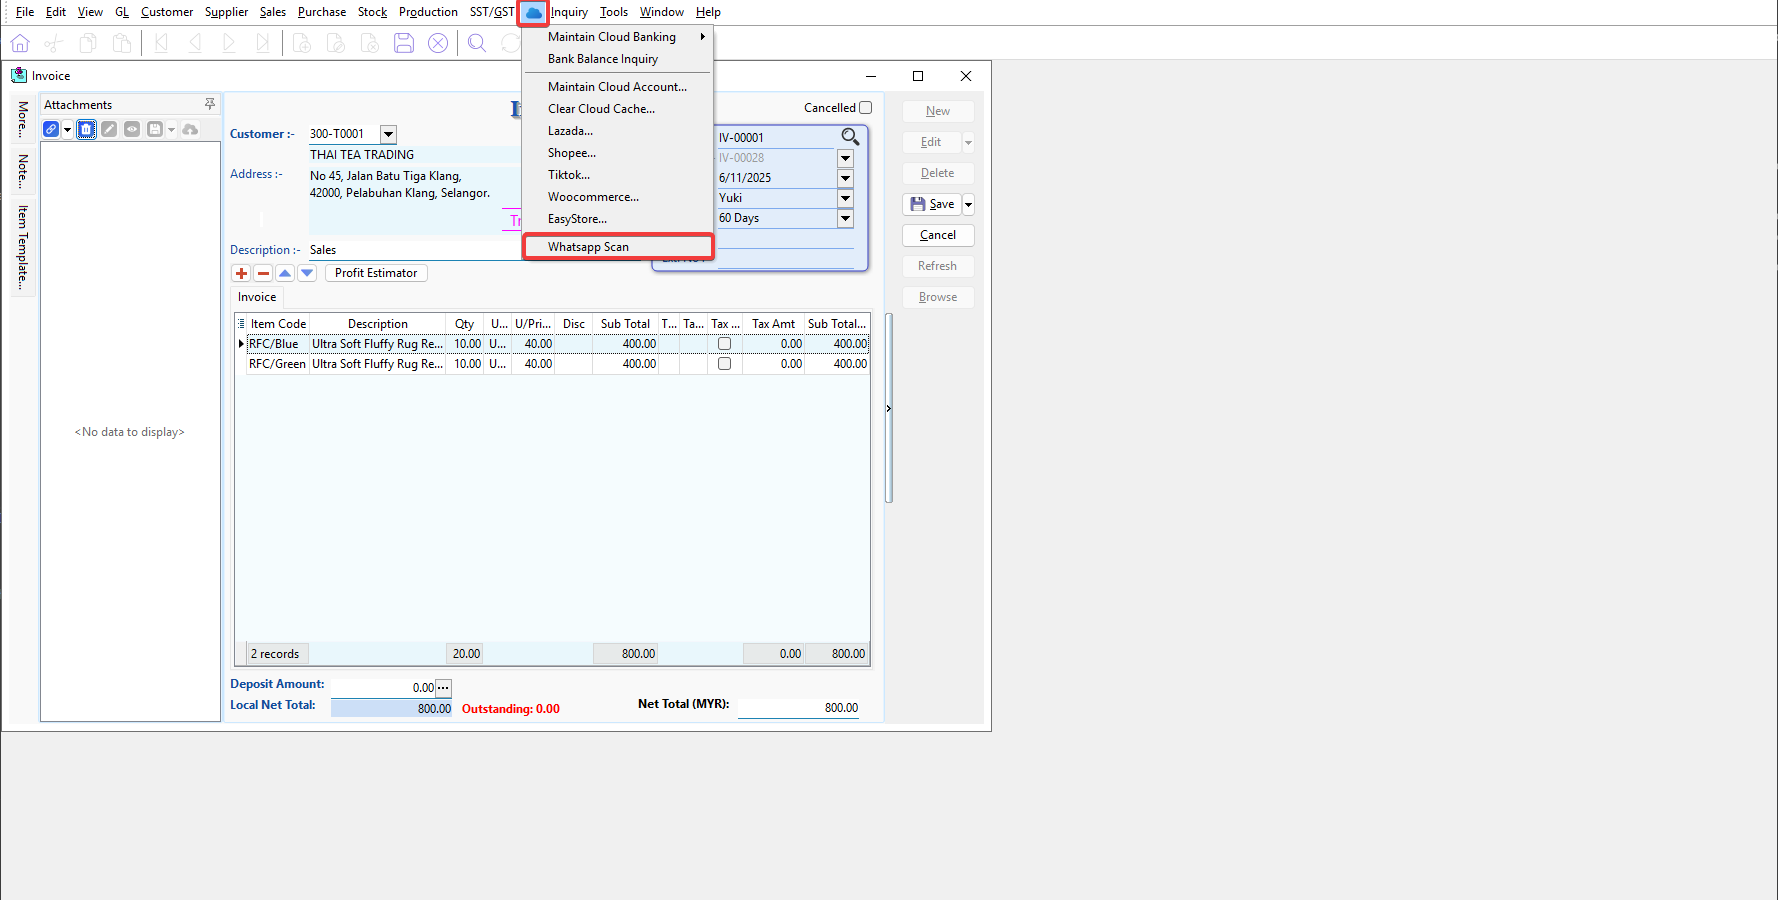 File Edit View GL Customer Supplier Sales Purchase Stock Production SST/GST Inquiry Tools Window Help
Maintain Cloud Banking
Bank Balance Inquiry
Maintain Cloud Account...
Clear Cloud Cache...
Lazada...
Shopee...
Tiktok...
Woocommerce...
EasyStore...
Whatsapp Scan
Invoice
More...
Note...
Item Template...
Attachments
<No data to display>
Cancelled
Customer :- 300-T0001
THAI TEA TRADING
Address :- No 45, Jalan Batu Tiga Klang,
42000, Pelabuhan Klang, Selangor.
Description :- Sales
IV-00001
IV-00028
6/11/2025
Yuki
60 Days
Profit Estimator
Invoice
Item Code Description Qty U... U/Pri... Disc Sub Total T... Ta... Tax ... Tax Amt Sub Total...
RFC/Blue Ultra Soft Fluffy Rug Re... 10.00 U... 40.00 400.00 0.00 400.00
RFC/Green Ultra Soft Fluffy Rug Re... 10.00 U... 40.00 400.00 0.00 400.00
2 records 20.00 800.00 0.00 800.00
Deposit Amount: 0.00 ...
Local Net Total: 800.00 Outstanding: 0.00 Net Total (MYR): 800.00
New
Edit
Delete
Save
Cancel
Refresh
Browse